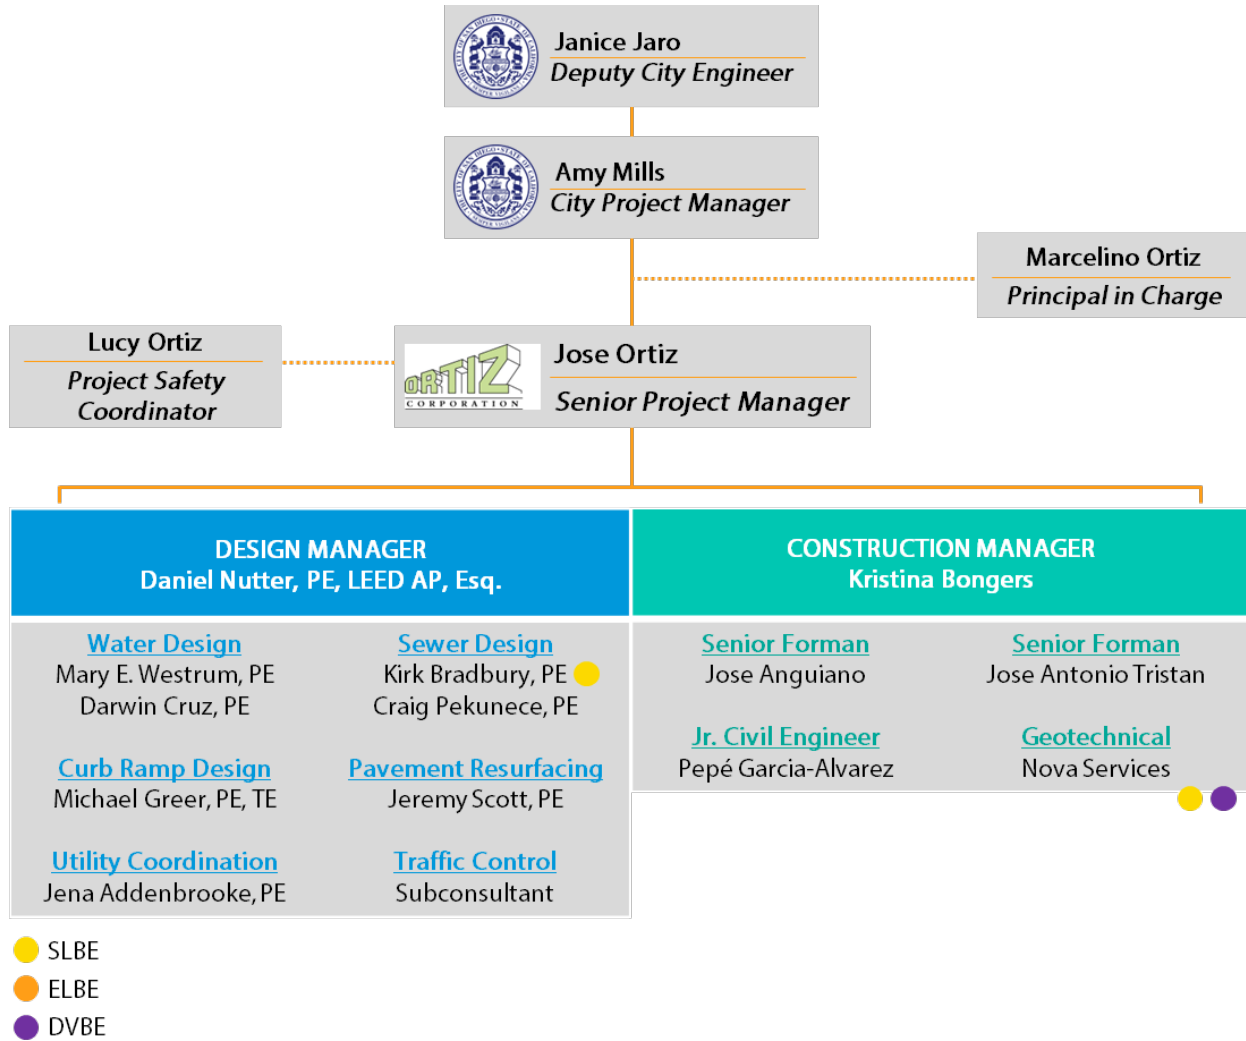 Janice Jaro
Deputy City Engineer
Amy Mills
City Project Manager
Marcelino Ortiz
Principal in Charge
Lucy Ortiz
Project Safety
Coordinator
ORTIZ
CORPORATION
Jose Ortiz
Senior Project Manager
DESIGN MANAGER
Daniel Nutter, PE, LEED AP, Esq.
CONSTRUCTION MANAGER
Kristina Bongers
Water Design
Mary E. Westrum, PE
Darwin Cruz, PE
Sewer Design
Kirk Bradbury, PE
Craig Pekunece, PE
Curb Ramp Design
Michael Greer, PE, TE
Pavement Resurfacing
Jeremy Scott, PE
Utility Coordination
Jena Addenbrooke, PE
Traffic Control
Subconsultant
Senior Forman
Jose Anguiano
Senior Forman
Jose Antonio Tristan
Jr. Civil Engineer
Pepé Garcia-Alvarez
Geotechnical
Nova Services
SLBE
ELBE
DVBE